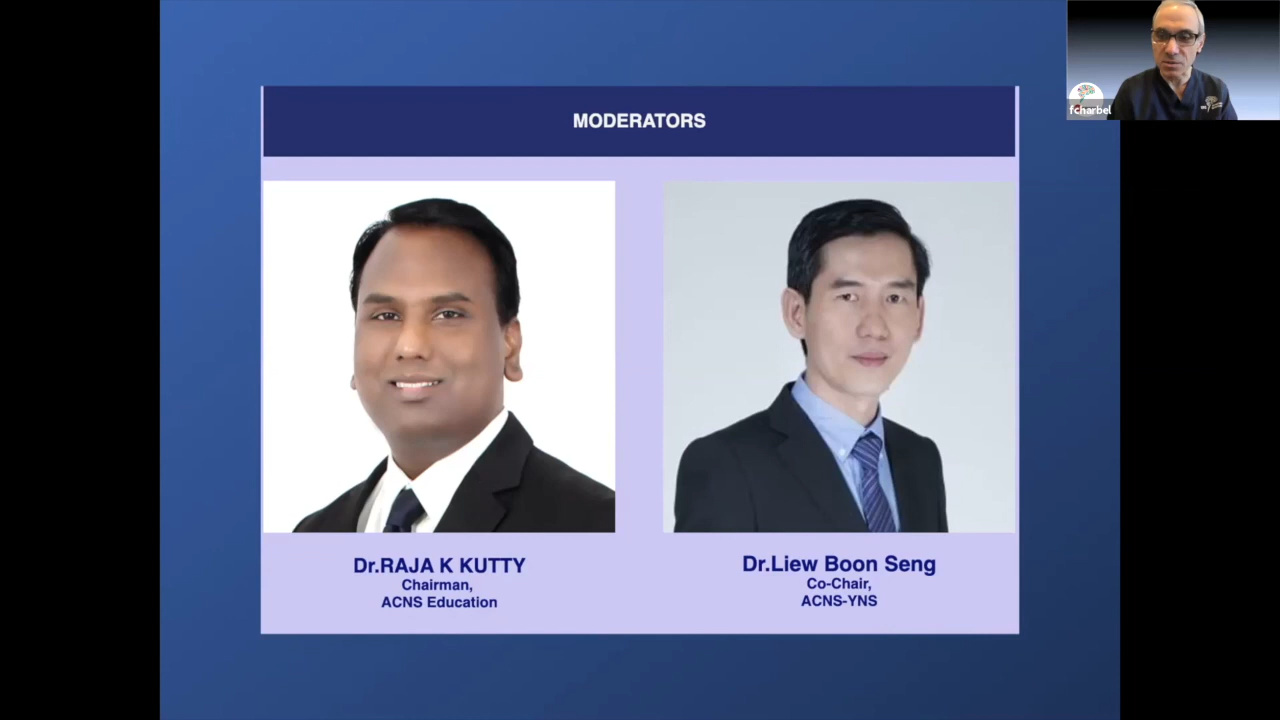 MODERATORS
Dr.RAJA K KUTTY
Chairman,
ACNS Education
Dr.Liew Boon Seng
Co-Chair,
ACNS-YNS
fcharbel